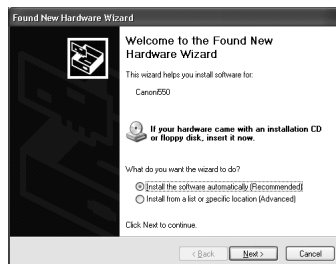 Found New Hardware Wizard
Welcome to the Found New
Hardware Wizard
This wizard helps you install software for:
Canoni550
If your hardware came with an installation CD
or floppy disk, insert it now.
What do you want the wizard to do?
Install the software automatically (Recommended)
Install from a list or specific location (Advanced)
Click Next to continue.
< Back
Next >
Cancel